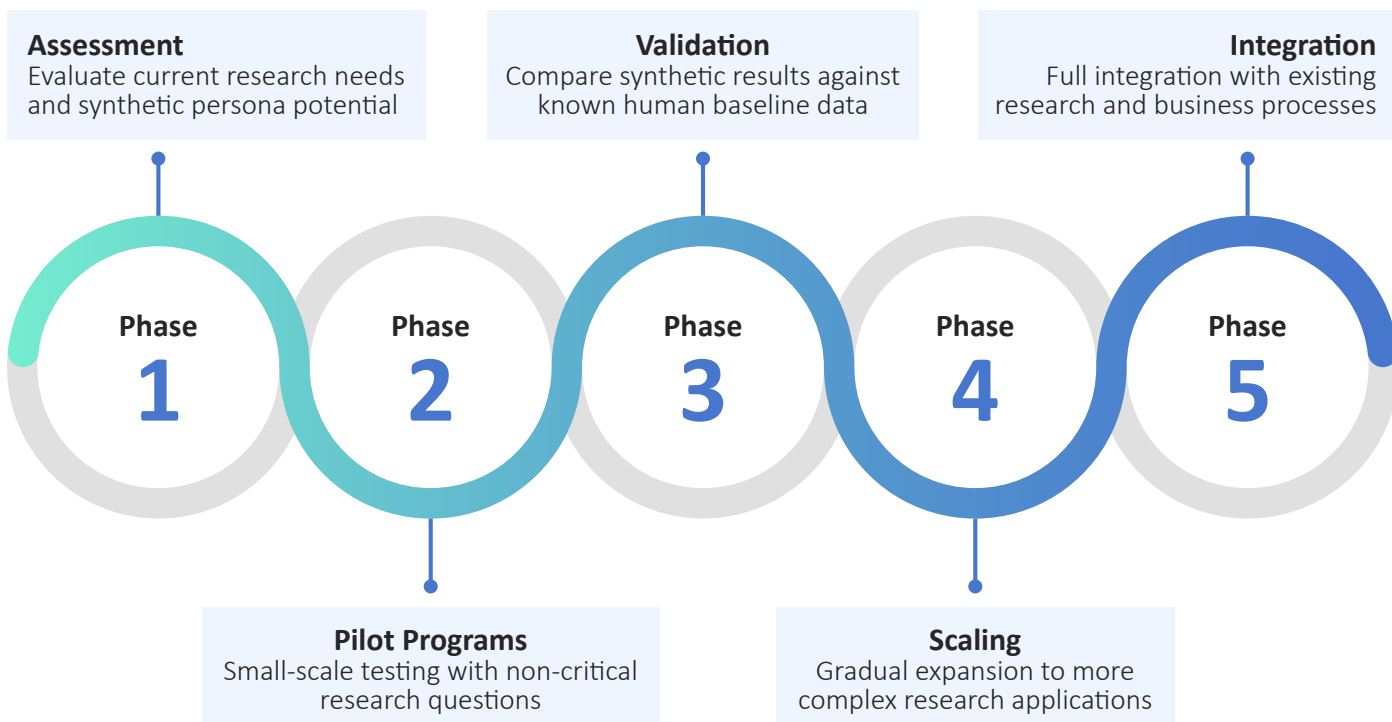 Assessment
Evaluate current research needs
and synthetic persona potential
Validation
Compare synthetic results against
known human baseline data
Integration
Full integration with existing
research and business processes
Phase
1
Phase
2
Phase
3
Phase
4
Phase
5
Pilot Programs
Small-scale testing with non-critical
research questions
Scaling
Gradual expansion to more
complex research applications